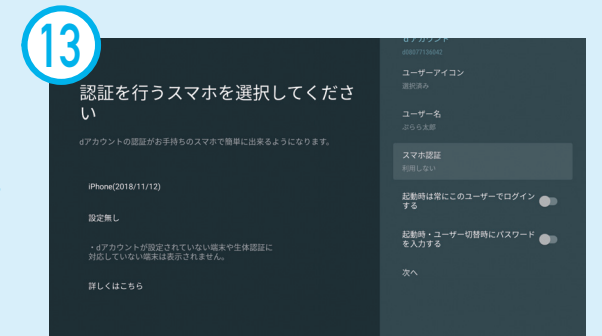 13
認証を行うスマホを選択してくださ
い
dアカウントの認証がお手持ちのスマホで簡単に出来るようになります。
iPhone(2018/11/12)
設定無し
・dアカウントが設定されていない端末や生体認証に
対応していない端末は表示されません。
詳しくはこちら
dアカウント
d08077136042
ユーザーアイコン
選択済み
ユーザー名
ぷらら太郎
スマホ認証
利用しない
起動時は常にこのユーザーでログイン
する
起動時・ユーザー切替時にパスワード
を入力する
次へ